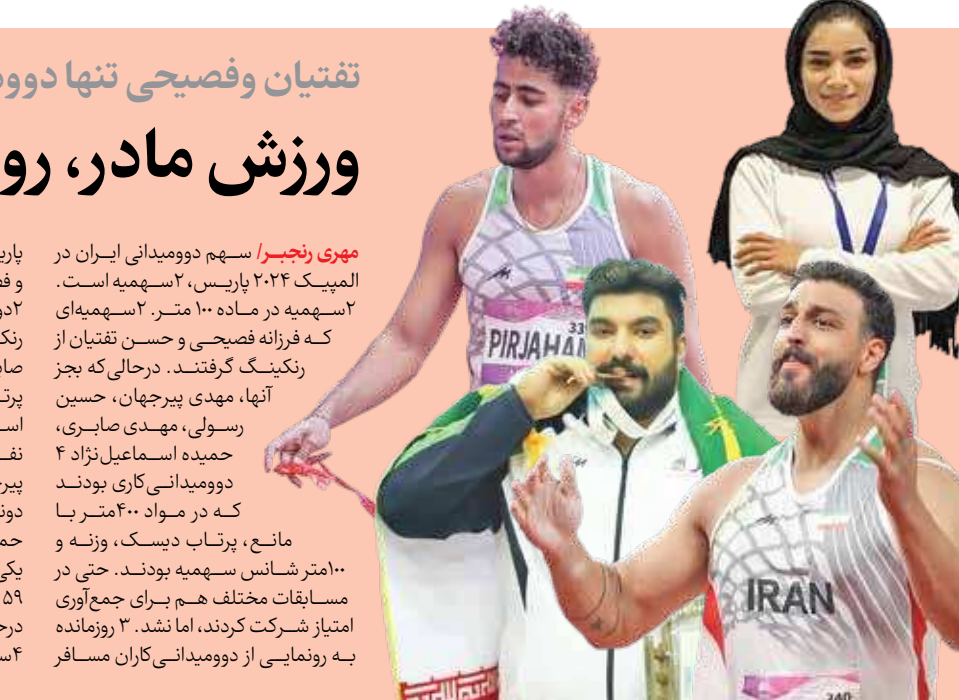 تفتیان وفصیحی تنها
ورزش مادر،
مهری رنجبر/ سهم دوومیدانی ایران در
المپیک ۲۰۲۴ پاریس، ۲سهمیه است.
۲سهمیه در ماده ۱۰۰ متر. ۲سهمیه‌ای
که فرزانه فصیحی و حسن تفتیان از
رنکینگ گرفتند. درحالی‌که بجز
آنها، مهدی پیرجهان، حسین
رسولی، مهدی صابری،
حمیده اسماعیل‌نژاد ۴
دوومیدانی‌کاری بودند
که در مواد ۴۰۰متر با
مانع، پرتاب دیسک، وزنه و
۱۰۰متر شانس سهمیه بودند. حتی در
مسابقات مختلف هم برای جمع‌آوری
امتیاز شرکت کردند، اما نشد. ۳ روزمانده
به رونمایی از دوومیدانی‌کاران مسافر
و
۵۹
PIRJAHAN
IRAN
340